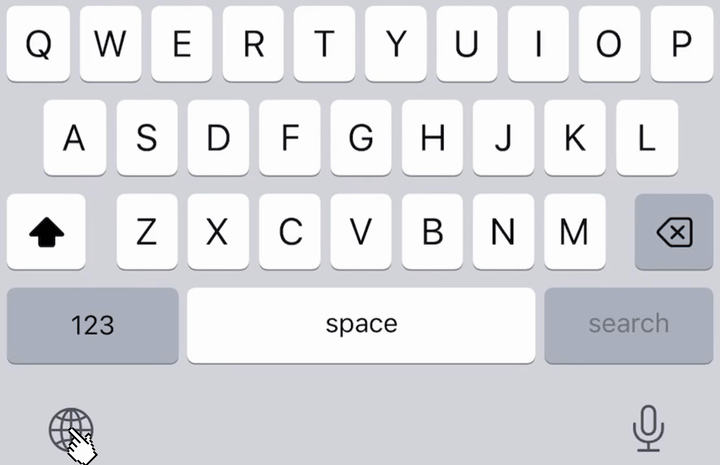 Q W E R T Y U I O P
A S D F G H J K L
Z X C V B N M
123 space search